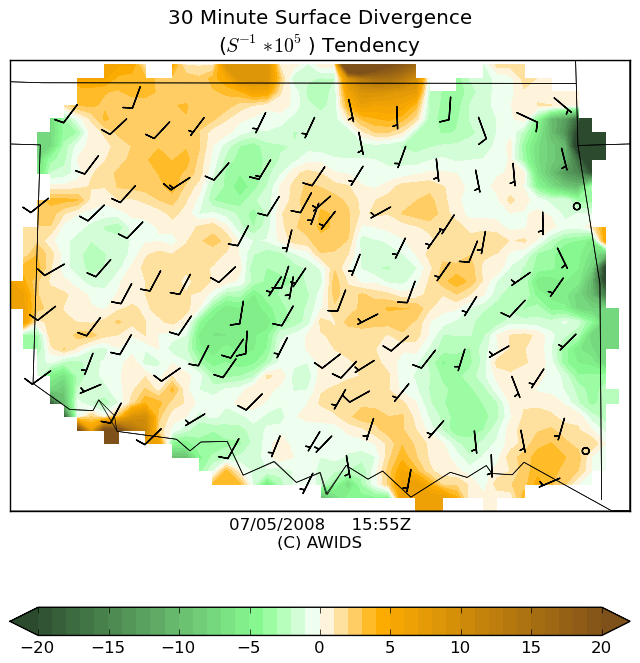 30 Minute Surface Divergence
(S⁻¹ * 10⁵ ) Tendency
07/05/2008 15:55Z
(C) AWIDS
−20 −15 −10 −5 0 5 10 15 20